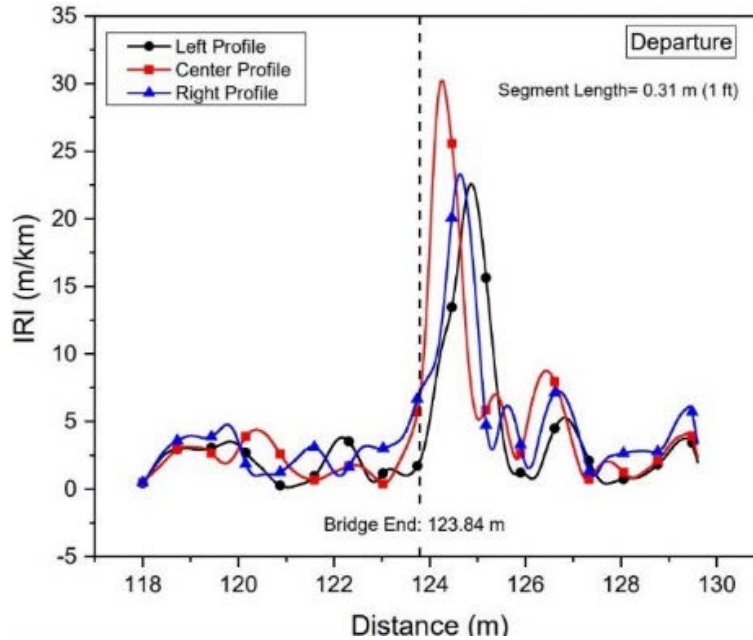 35
30
25
20
15
10
5
0
-5
IRI (m/km)
Left Profile
Center Profile
Right Profile
Departure
Segment Length= 0.31 m (1 ft)
Bridge End: 123.84 m
118 120 122 124 126 128 130
Distance (m)